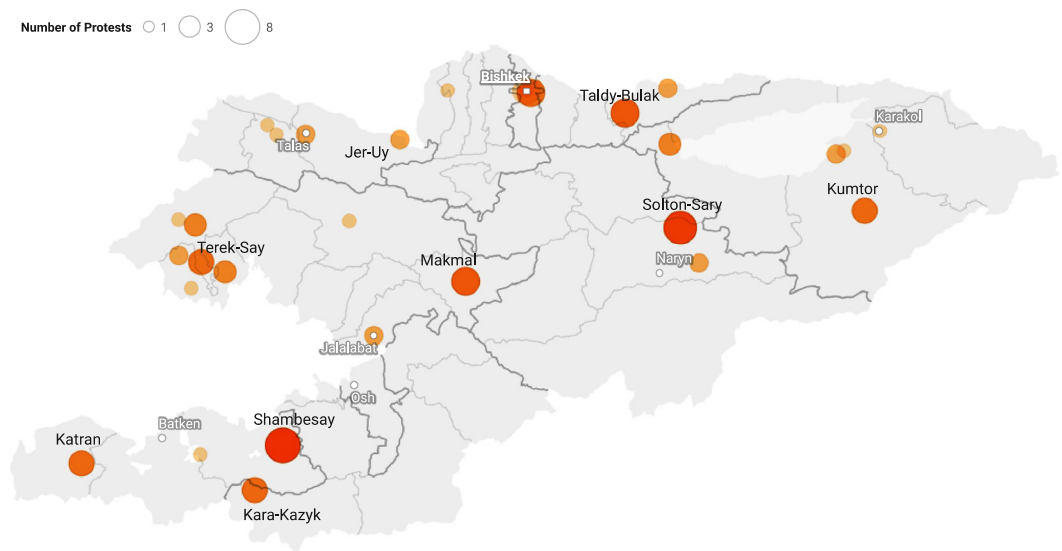 Number of Protests 1 3 8
Bishkek
Taldy-Bulak
Karakol
Talas
Jer-Uy
Kumtor
Solton-Sary
Terek-Say
Makmal
Naryn
Jalalabat
Osh
Shambesay
Batken
Katran
Kara-Kazyk